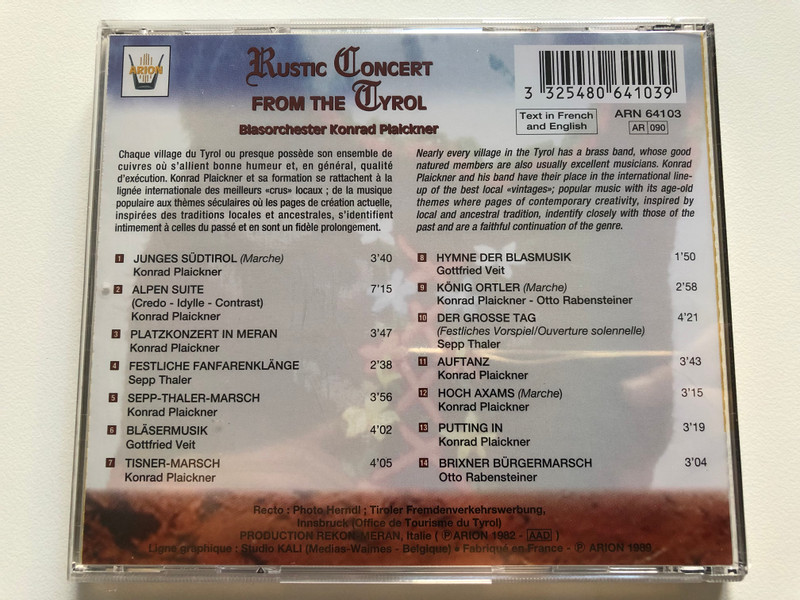 ARION
RUSTIC CONCERT
FROM THE TYROL
Blasorchester Konrad Plaickner
3 325480 641039
Text in French
and English
ARN 64103
AR 090
Chaque village du Tyrol ou presque possède son ensemble de
cuivres où s'allient bonne humeur et, en général, qualité
d'exécution. Konrad Plaickner et sa formation se rattachent à la
lignée internationale des meilleurs «crus» locaux ; de la musique
populaire aux thèmes séculaires où les pages de création actuelle,
inspirées des traditions locales et ancestrales, s'identifient
intimement à celles du passé et en sont un fidèle prolongement.
Nearly every village in the Tyrol has a brass band, whose good
natured members are also usually excellent musicians. Konrad
Plaickner and his band have their place in the international line-
up of the best local «vintages»; popular music with its age-old
themes where pages of contemporary creativity, inspired by
local and ancestral tradition, indentify closely with those of the
past and are a faithful continuation of the genre.
1 JUNGES SÜDTIROL (Marche) 3'40
Konrad Plaickner
2 ALPEN SUITE 7'15
(Credo - Idylle - Contrast)
Konrad Plaickner
3 PLATZKONZERT IN MERAN 3'47
Konrad Plaickner
4 FESTLICHE FANFARENKLÄNGE 2'38
Sepp Thaler
5 SEPP-THALER-MARSCH 3'56
Konrad Plaickner
6 BLÄSERMUSIK 4'02
Gottfried Veit
7 TISNER-MARSCH 4'05
Konrad Plaickner
8 HYMNE DER BLASMUSIK 1'50
Gottfried Veit
9 KÖNIG ORTLER (Marche) 2'58
Konrad Plaickner - Otto Rabensteiner
10 DER GROSSE TAG 4'21
(Festliches Vorspiel/Ouverture solennelle)
Sepp Thaler
11 AUFTANZ 3'43
Konrad Plaickner
12 HOCH AXAMS (Marche) 3'15
Konrad Plaickner
13 PUTTING IN 3'19
Konrad Plaickner
14 BRIXNER BÜRGERMARSCH 3'04
Otto Rabensteiner
Recto : Photo Herndl ; Tiroler Fremdenverkehrswerbung,
Innsbruck (Office de Tourisme du Tyrol)
PRODUCTION REKON-MERAN, Italie ( ℗ ARION 1982 - AAD )
Ligne graphique : Studio KALI (Medias-Waimes - Belgique) • Fabriqué en France - ℗ ARION 1989